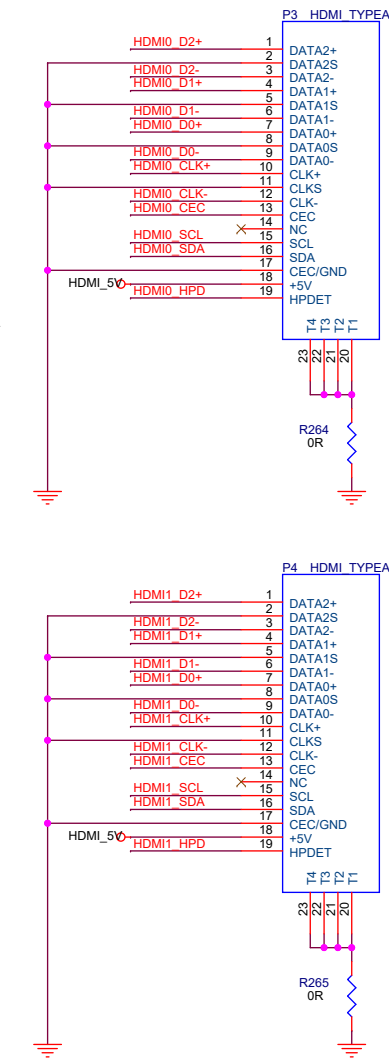 P3 HDMI_TYPEA
HDMI0_D2+ 1 DATA2+
2 DATA2S
HDMI0_D2- 3 DATA2-
HDMI0_D1+ 4 DATA1+
5 DATA1S
HDMI0_D1- 6 DATA1-
HDMI0_D0+ 7 DATA0+
8 DATA0S
HDMI0_D0- 9 DATA0-
HDMI0_CLK+ 10 CLK+
11 CLKS
HDMI0_CLK- 12 CLK-
HDMI0_CEC 13 CEC
14 NC
HDMI0_SCL 15 SCL
HDMI0_SDA 16 SDA
17 CEC/GND
HDMI_5V 18 +5V
HDMI0_HPD 19 HPDET
T4 T3 T2 T1
23 22 21 20
R264
0R
P4 HDMI_TYPEA
HDMI1_D2+ 1 DATA2+
2 DATA2S
HDMI1_D2- 3 DATA2-
HDMI1_D1+ 4 DATA1+
5 DATA1S
HDMI1_D1- 6 DATA1-
HDMI1_D0+ 7 DATA0+
8 DATA0S
HDMI1_D0- 9 DATA0-
HDMI1_CLK+ 10 CLK+
11 CLKS
HDMI1_CLK- 12 CLK-
HDMI1_CEC 13 CEC
14 NC
HDMI1_SCL 15 SCL
HDMI1_SDA 16 SDA
17 CEC/GND
HDMI_5V 18 +5V
HDMI1_HPD 19 HPDET
T4 T3 T2 T1
23 22 21 20
R265
0R